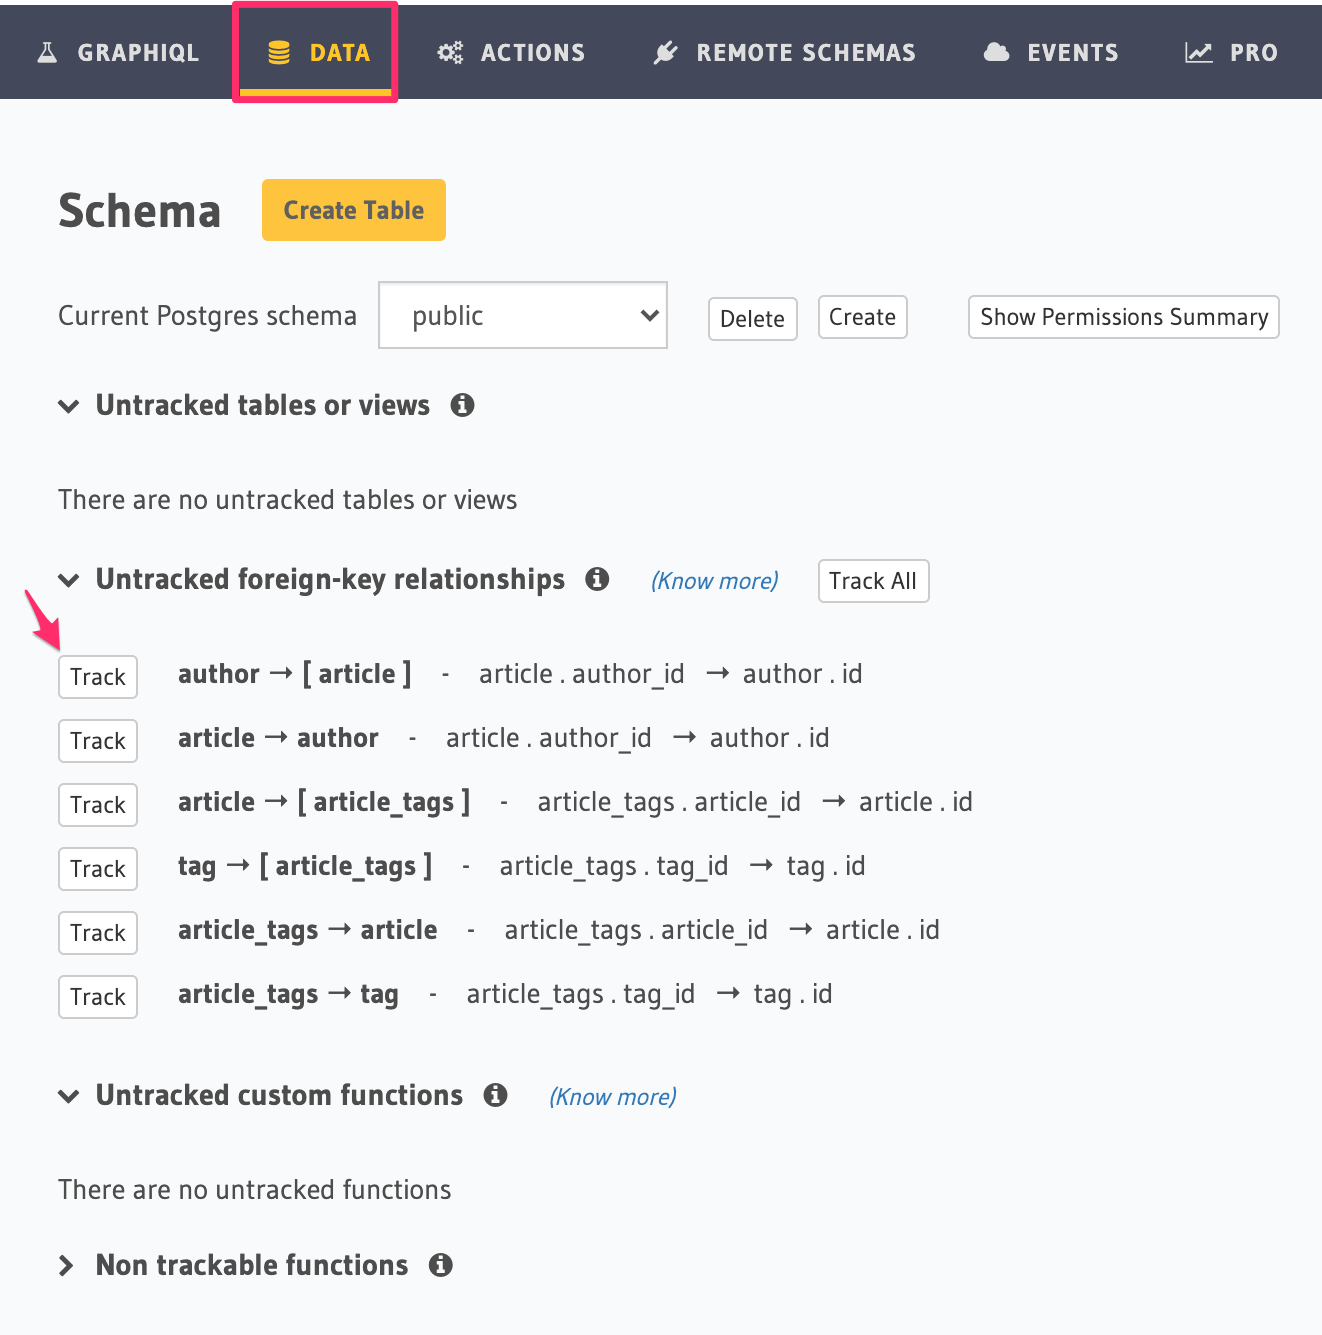 GRAPHIQL DATA ACTIONS REMOTE SCHEMAS EVENTS PRO
Schema Create Table
Current Postgres schema public Delete Create Show Permissions Summary
Untracked tables or views
There are no untracked tables or views
Untracked foreign-key relationships (Know more) Track All
Track author → [ article ] - article . author_id → author . id
Track article → author - article . author_id → author . id
Track article → [ article_tags ] - article_tags . article_id → article . id
Track tag → [ article_tags ] - article_tags . tag_id → tag . id
Track article_tags → article - article_tags . article_id → article . id
Track article_tags → tag - article_tags . tag_id → tag . id
Untracked custom functions (Know more)
There are no untracked functions
Non trackable functions